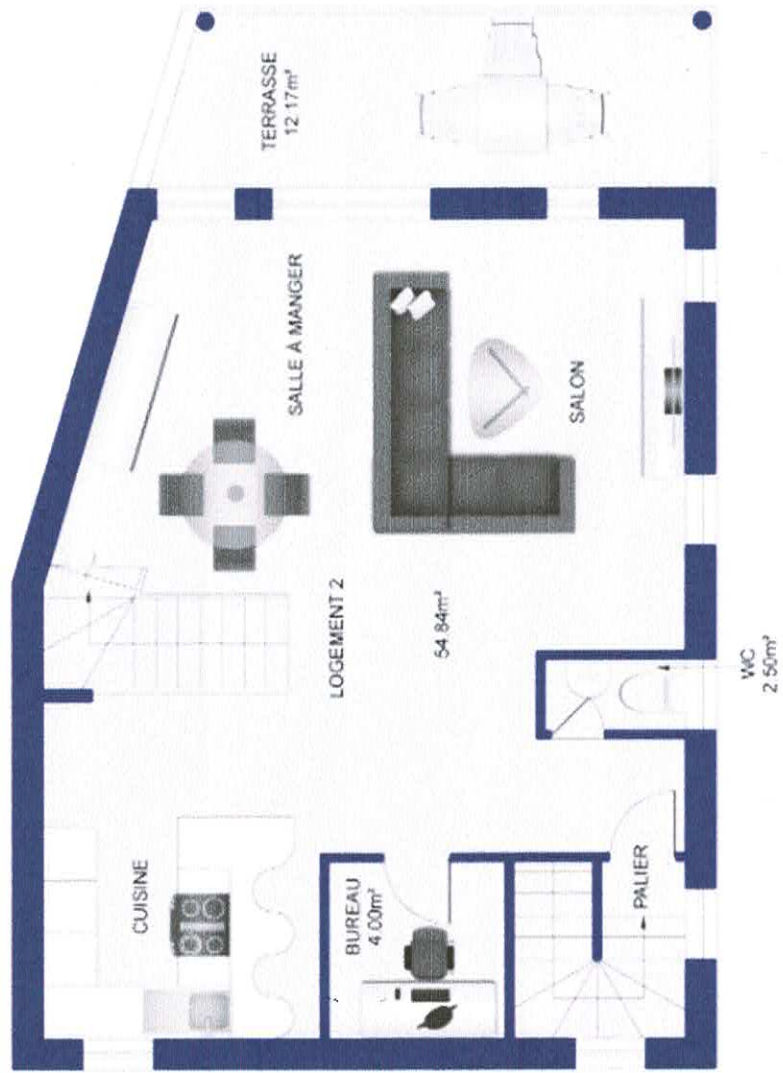 TERRASSE
12.17m²
SALLE À MANGER
SALON
LOGEMENT 2
54.84m²
WC
2.50m²
CUISINE
BUREAU
4.00m²
PALIER